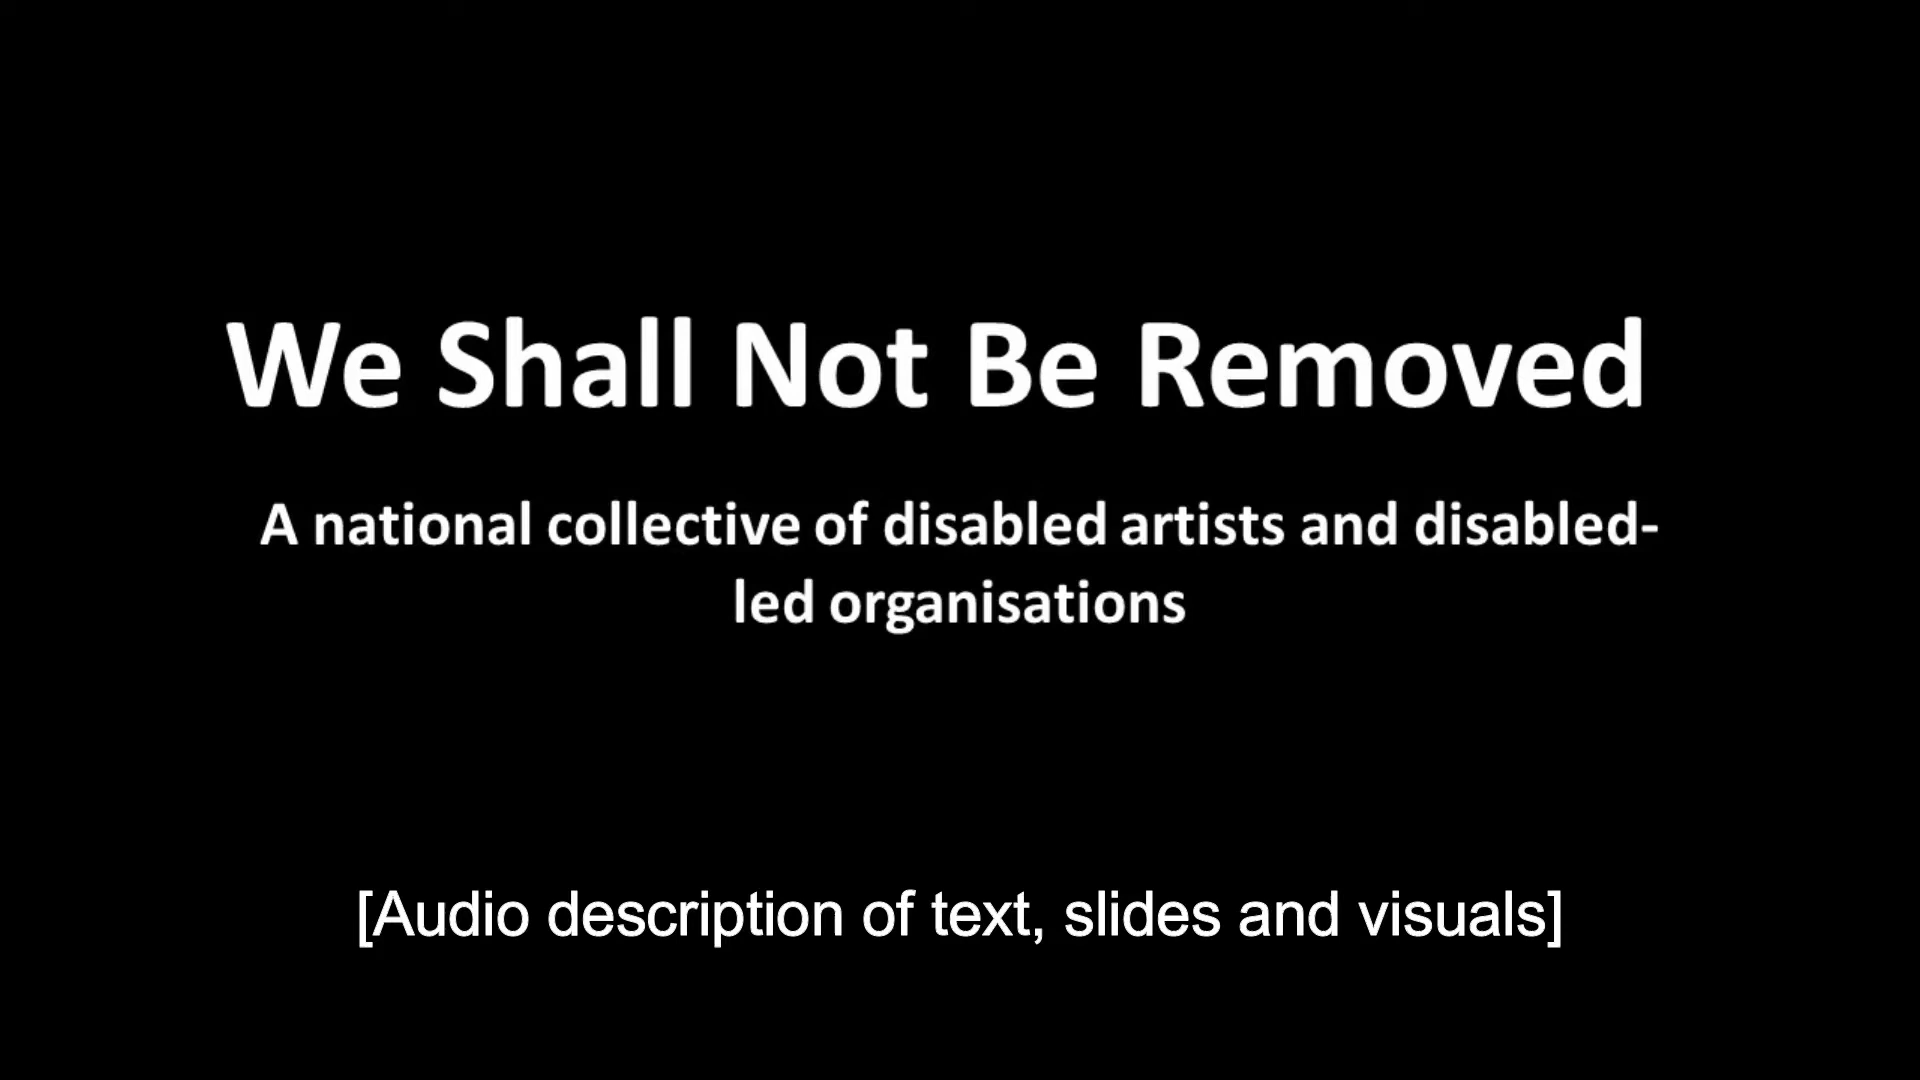 We Shall Not Be Removed
A national collective of disabled artists and disabled-
led organisations
[Audio description of text, slides and visuals]